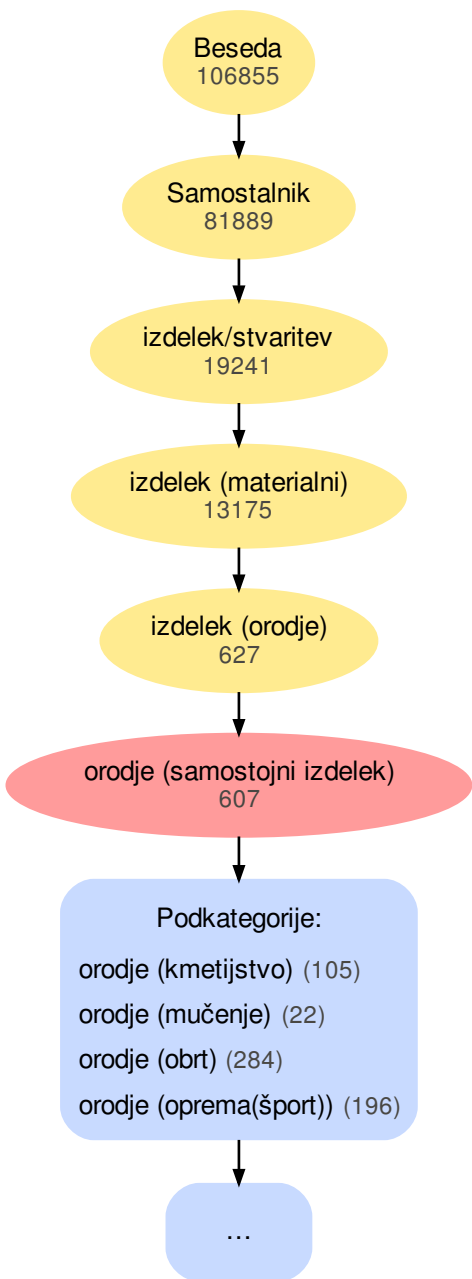 Beseda
106855
Samostalnik
81889
izdelek/stvaritev
19241
izdelek (materialni)
13175
izdelek (orodje)
627
orodje (samostojni izdelek)
607
Podkategorije:
orodje (kmetijstvo) (105)
orodje (mučenje) (22)
orodje (obrt) (284)
orodje (oprema(šport)) (196)
...